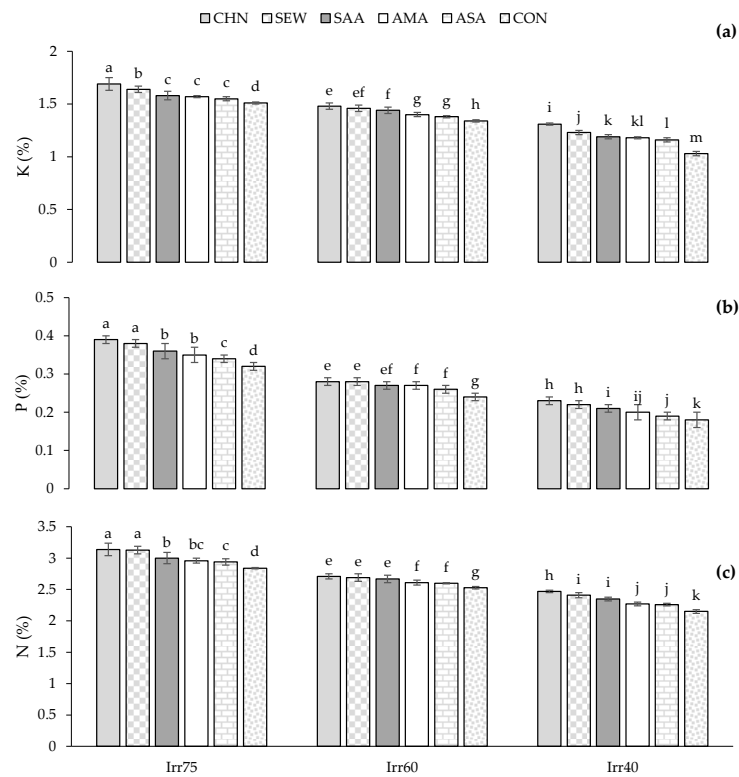 CHN SEW SAA AMA ASA CON
(a)
K (%)
2
1.5
1
0.5
0
a b c c c d
e ef f g g h
i j k kl l m
(b)
P (%)
0.5
0.4
0.3
0.2
0.1
0
a a b b c d
e e ef f f g
h h i ij j k
(c)
N (%)
3.5
3
2.5
2
1.5
1
0.5
0
a a b bc c d
e e e f f g
h i i j j k
Irr75 Irr60 Irr40